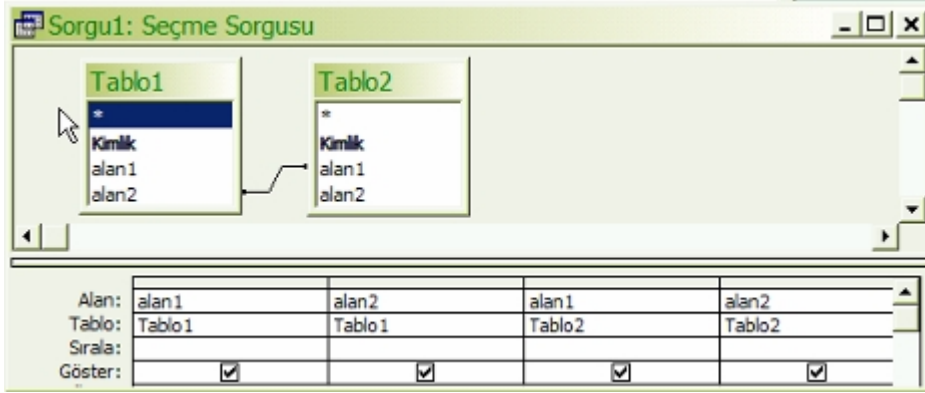 Sorgu1: Seçme Sorgusu
Tablo1
*
Kimlik
alan1
alan2
Tablo2
*
Kimlik
alan1
alan2
Alan: alan1 alan2 alan1 alan2
Tablo: Tablo1 Tablo1 Tablo2 Tablo2
Sırala:
Göster: